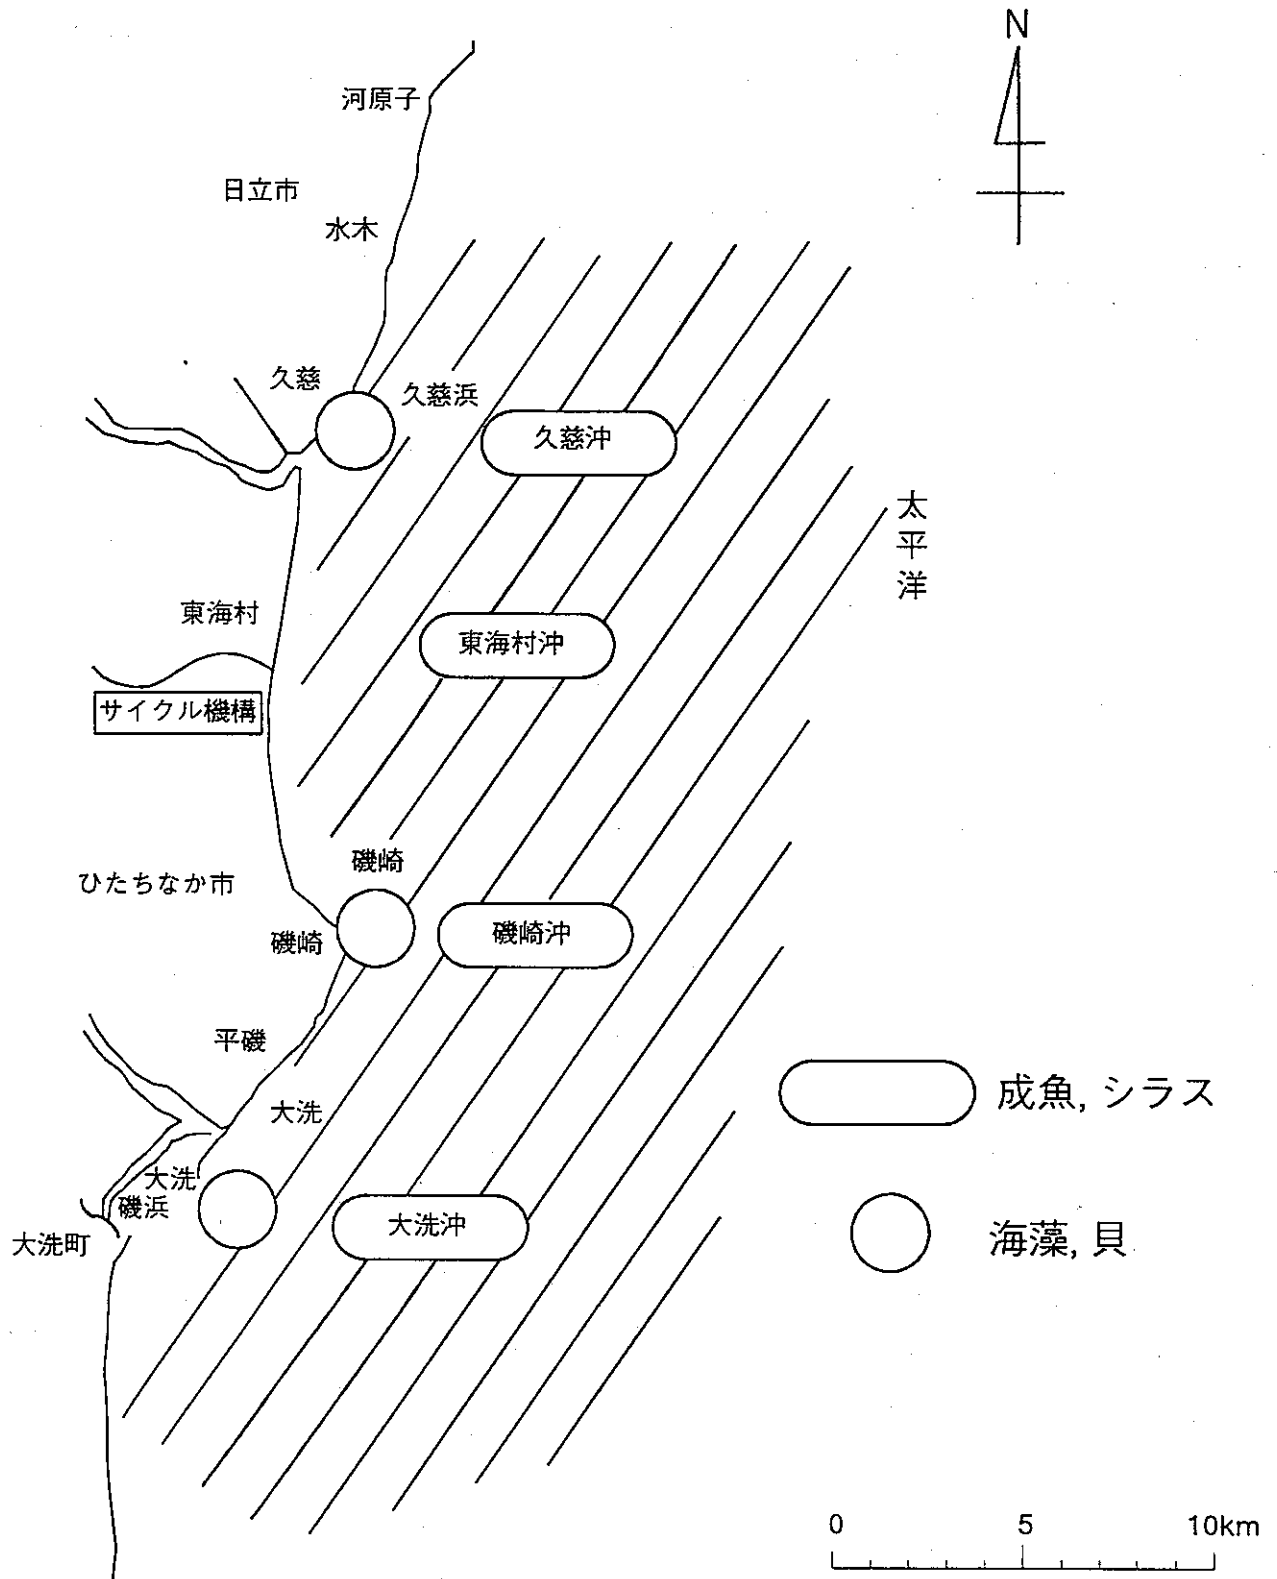 N
河原子
日立市
水木
久慈
久慈浜
久慈沖
太平洋
東海村
東海村沖
サイクル機構
磯崎
ひたちなか市
磯崎
磯崎沖
平磯
大洗
成魚, シラス
大洗
磯浜
大洗町
大洗沖
海藻, 貝
0 5 10km